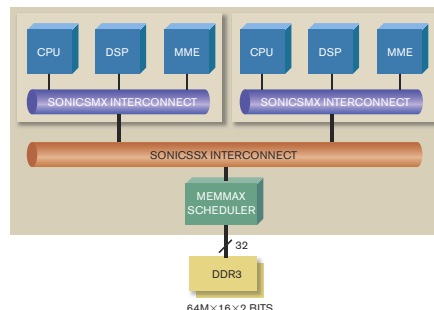 CPU DSP MME CPU DSP MME
SONICSMX INTERCONNECT SONICSMX INTERCONNECT
SONICSSX INTERCONNECT
MEMMAX
SCHEDULER
32
DDR3
64M×16×2 BITS